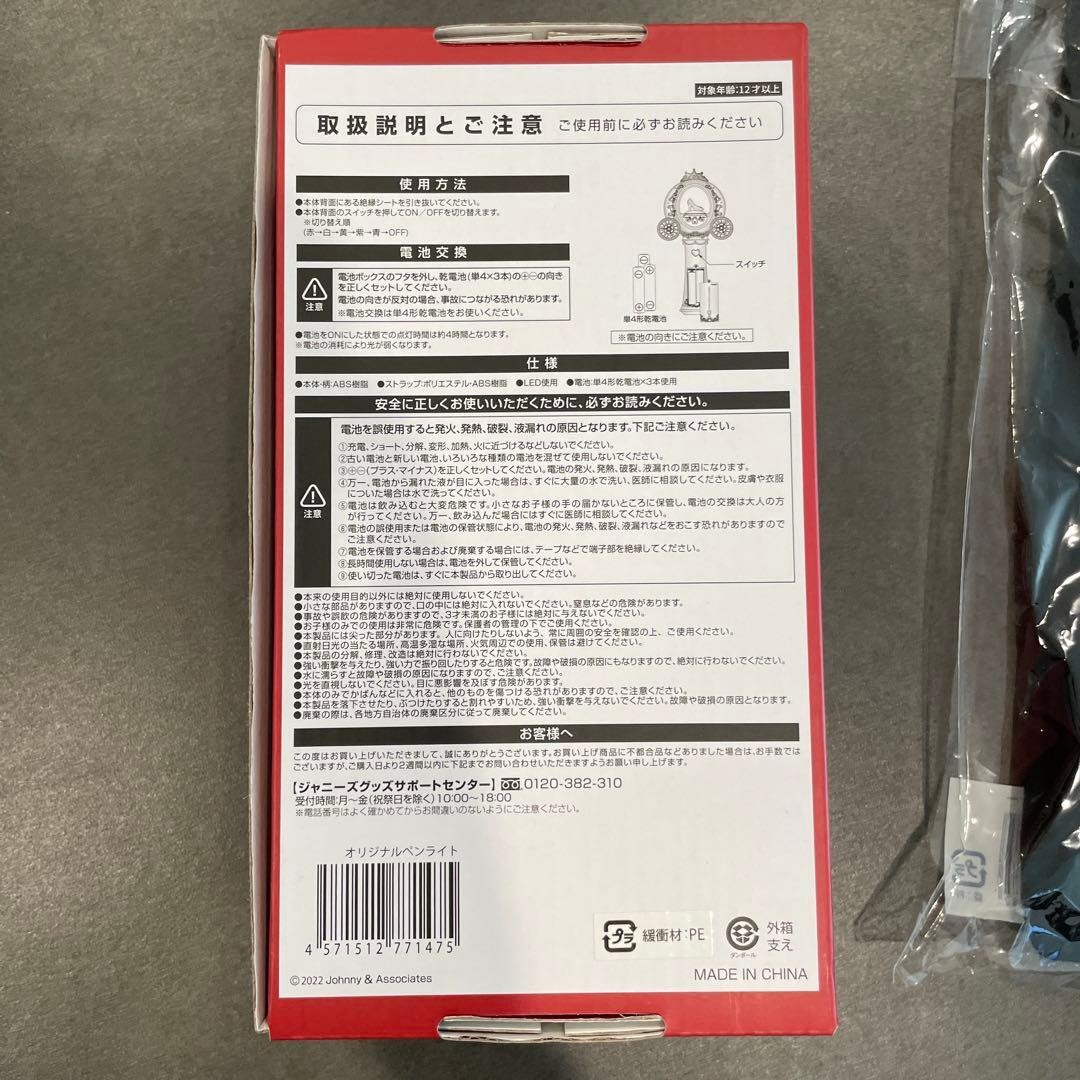 対象年齢:12才以上
取扱説明とご注意 ご使用前に必ずお読みください
使用方法
●本体背面にある絶縁シートを引き抜いてください。
●本体背面のスイッチを押してON/OFFを切り替えます。
※切り替え順
(赤→白→黄→紫→青→OFF)
スイッチ
電池交換
注意
電池ボックスのフタを外し、乾電池(単4×3本)の⊕⊖の向き
を正しくセットしてください。
電池の向きが反対の場合、事故につながる恐れがあります。
※電池交換は単4形乾電池をお使いください。
単4形乾電池
※電池の向きにご注意ください。
●電池をONにした状態での点灯時間は約4時間となります。
※電池の消耗により光が弱くなります。
仕様
●本体・柄:ABS樹脂 ●ストラップ:ポリエステル・ABS樹脂 ●LED使用 ●電池:単4形乾電池×3本使用
安全に正しくお使いいただくために、必ずお読みください。
注意
電池を誤使用すると発火、発熱、破裂、液漏れの原因となります。下記ご注意ください。
①充電、ショート、分解、変形、加熱、火に近づけるなどしないでください。
②古い電池と新しい電池、いろいろな種類の電池を混ぜて使用しないでください。
③⊕⊖(プラス・マイナス)を正しくセットしてください。電池の発火、発熱、破裂、液漏れの原因になります。
④万一、電池から漏れた液が目に入った場合は、すぐに大量の水で洗い、医師に相談してください。皮膚や衣服
についた場合は水で洗ってください。
⑤電池は飲み込むと大変危険です。小さなお子様の手の届かないところに保管し、電池の交換は大人の方
が行ってください。万一、飲み込んだ場合にはすぐに医師に相談してください。
⑥電池の誤使用または電池の保管状態により、電池の発火、発熱、破裂、液漏れなどをおこす恐れがありますので
ご注意ください。
⑦電池を保管する場合および廃棄する場合には、テープなどで端子部を絶縁してください。
⑧長時間使用しない場合は、電池を外して保管してください。
⑨使い切った電池は、すぐに本製品から取り出してください。
●本来の使用目的以外には絶対に使用しないでください。
●小さな部品がありますので、口の中には絶対に入れないでください。窒息などの危険があります。
●事故や誤飲の危険がありますので、3才未満のお子様には絶対に与えないでください。
●お子様のみでの使用は非常に危険です。保護者の管理の下でご使用ください。
●本製品には尖った部分があります。人に向けたりしないよう、常に周囲の安全を確認の上、ご使用ください。
●直射日光の当たる場所、高温多湿な場所、火気周辺での使用、保管は避けてください。
●本製品の分解、修理、改造は絶対に行わないでください。
●強い衝撃を与えたり、強い力で振り回したりすると危険です。故障や破損の原因にもなりますので、絶対に行わないでください。
●水に濡らすと故障や破損の原因になりますので、ご注意ください。
●光を直視しないでください。目に悪影響を及ぼす危険があります。
●本体のみでかばんなどに入れると、他のものを傷つける恐れがありますので、ご注意ください。
●本製品を落下させたり、ぶつけたりすると割れやすいため、強い衝撃を与えないでください。故障や破損の原因となります。
●廃棄の際は、各地方自治体の廃棄区分に従って廃棄してください。
お客様へ
この度はお買い上げいただきまして、誠にありがとうございます。お買い上げ商品に不都合品などありました場合は、お手数では
ございますが、ご購入日より2週間以内に下記までお問い合わせいただきますようお願い申し上げます。
【ジャニーズグッズサポートセンター】 0120-382-310
受付時間:月〜金(祝祭日を除く)10:00〜18:00
※電話番号はよく確かめてからお間違いのないようにご注意ください。
オリジナルペンライト
4 571512 771475
プラ 緩衝材:PE
ダンボール
外箱
支え
©2022 Johnny & Associates
MADE IN CHINA
プラ